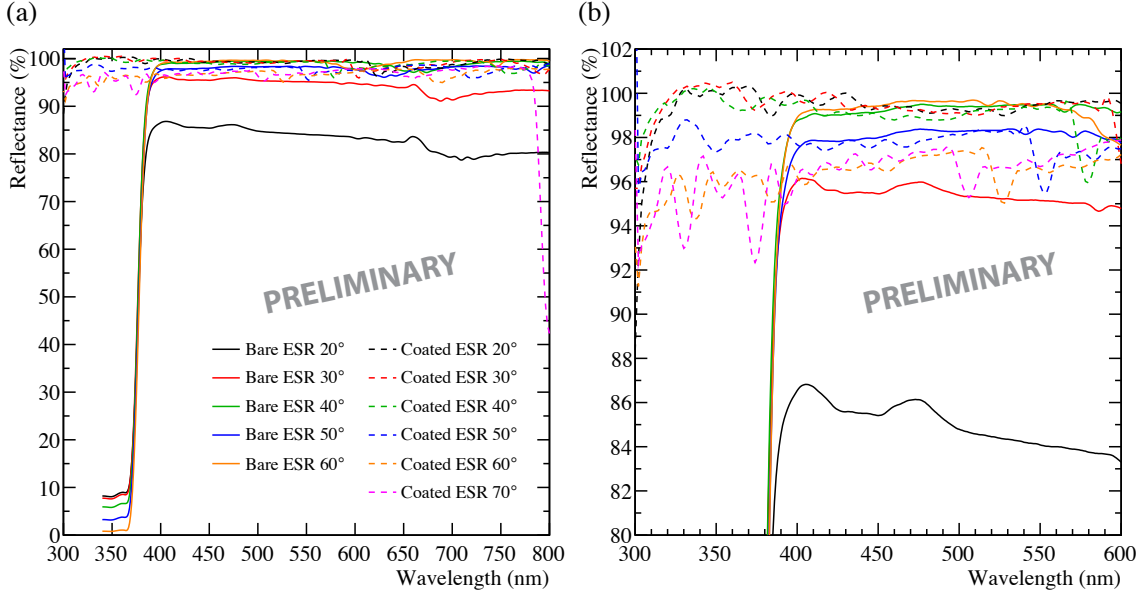 (a)
Reflectance (%)
100
90
80
70
60
50
40
30
20
10
0
PRELIMINARY
Bare ESR 20°
Bare ESR 30°
Bare ESR 40°
Bare ESR 50°
Bare ESR 60°
Coated ESR 20°
Coated ESR 30°
Coated ESR 40°
Coated ESR 50°
Coated ESR 60°
Coated ESR 70°
300 350 400 450 500 550 600 650 700 750 800
Wavelength (nm)
(b)
Reflectance (%)
102
100
98
96
94
92
90
88
86
84
82
80
PRELIMINARY
300 350 400 450 500 550 600
Wavelength (nm)